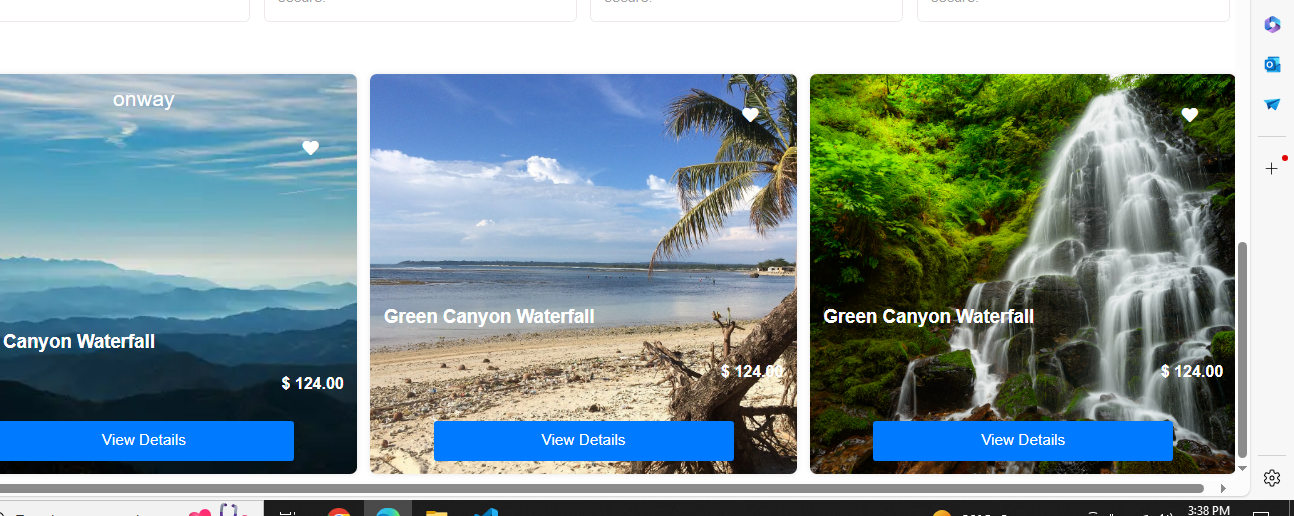 onway
Canyon Waterfall
$ 124.00
View Details
Green Canyon Waterfall
$ 124.00
View Details
Green Canyon Waterfall
$ 124.00
View Details
3:38 PM